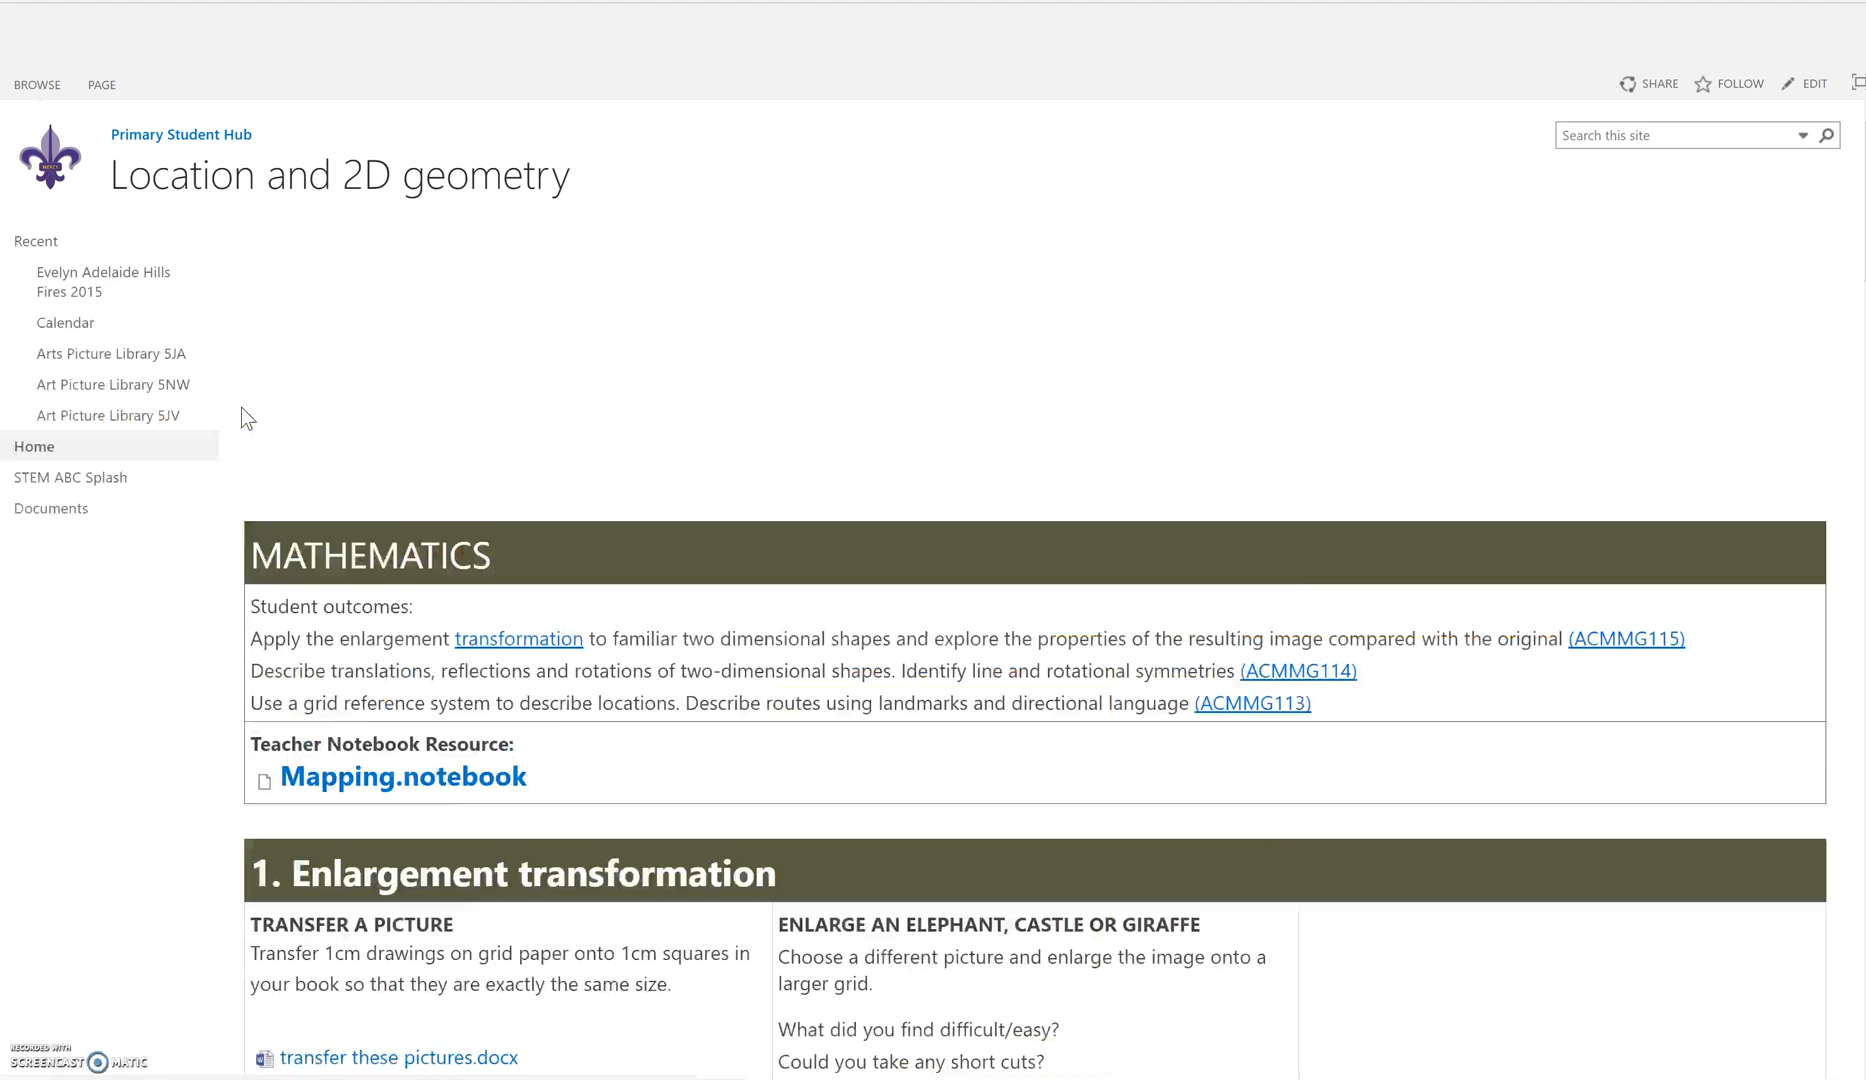 BROWSE PAGE
SHARE FOLLOW EDIT
Primary Student Hub
Search this site
Location and 2D geometry
Recent
Evelyn Adelaide Hills
Fires 2015
Calendar
Arts Picture Library 5JA
Art Picture Library 5NW
Art Picture Library 5JV
Home
STEM ABC Splash
Documents
MATHEMATICS
Student outcomes:
Apply the enlargement transformation to familiar two dimensional shapes and explore the properties of the resulting image compared with the original (ACMMG115)
Describe translations, reflections and rotations of two-dimensional shapes. Identify line and rotational symmetries (ACMMG114)
Use a grid reference system to describe locations. Describe routes using landmarks and directional language (ACMMG113)
Teacher Notebook Resource:
Mapping.notebook
1. Enlargement transformation
TRANSFER A PICTURE
Transfer 1cm drawings on grid paper onto 1cm squares in
your book so that they are exactly the same size.
transfer these pictures.docx
ENLARGE AN ELEPHANT, CASTLE OR GIRAFFE
Choose a different picture and enlarge the image onto a
larger grid.
What did you find difficult/easy?
Could you take any short cuts?
RECORDED WITH
SCREENCAST MATIC